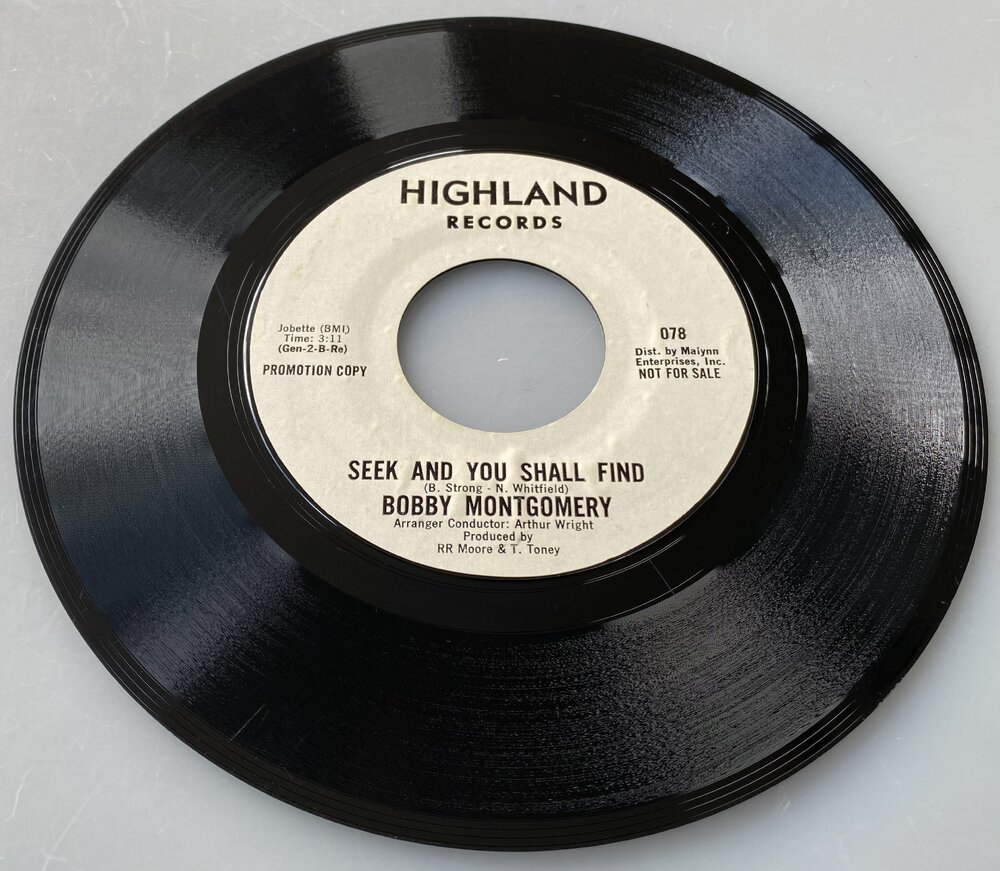 HIGHLAND
RECORDS
Jobette (BMI)
Time: 3:11
(Gen-2-B-Re)
PROMOTION COPY
078
Dist. by Maiynn
Enterprises, Inc.
NOT FOR SALE
SEEK AND YOU SHALL FIND
(B. Strong - N. Whitfield)
BOBBY MONTGOMERY
Arranger Conductor: Arthur Wright
Produced by
RR Moore & T. Toney